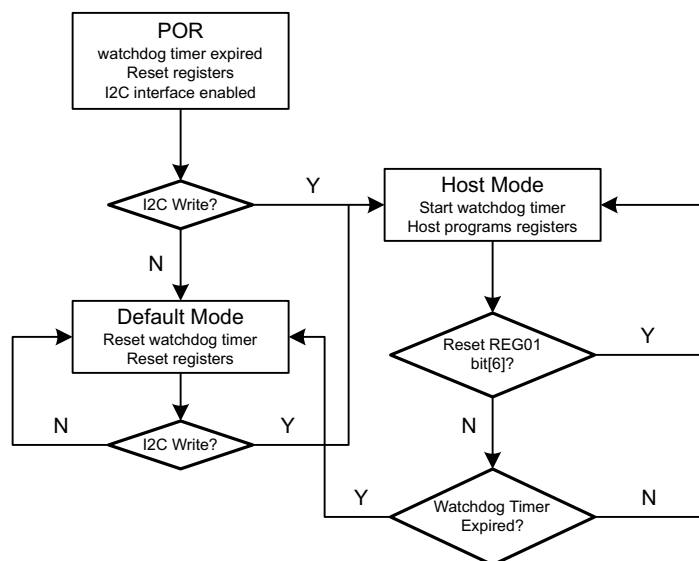 POR
watchdog timer expired
Reset registers
I2C interface enabled
I2C Write?
Y
N
Host Mode
Start watchdog timer
Host programs registers
Default Mode
Reset watchdog timer
Reset registers
Reset REG01
bit[6]?
Y
N
I2C Write?
N
Y
Watchdog Timer
Expired?
Y
N